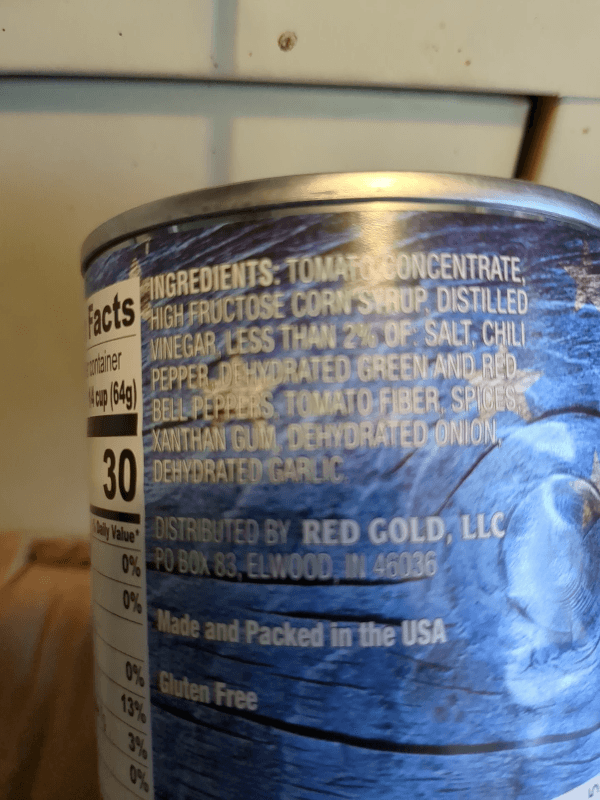 Facts
container
cup (64g)
30
Daily Value*
0%
0%
0%
13%
3%
0%
INGREDIENTS: TOMATO CONCENTRATE,
HIGH FRUCTOSE CORN SYRUP, DISTILLED
VINEGAR, LESS THAN 2% OF: SALT, CHILI
PEPPER, DEHYDRATED GREEN AND RED
BELL PEPPERS, TOMATO FIBER, SPICES,
XANTHAN GUM, DEHYDRATED ONION,
DEHYDRATED GARLIC
DISTRIBUTED BY RED GOLD, LLC
PO BOX 83, ELWOOD, IN 46036
Made and Packed in the USA
Gluten Free
5